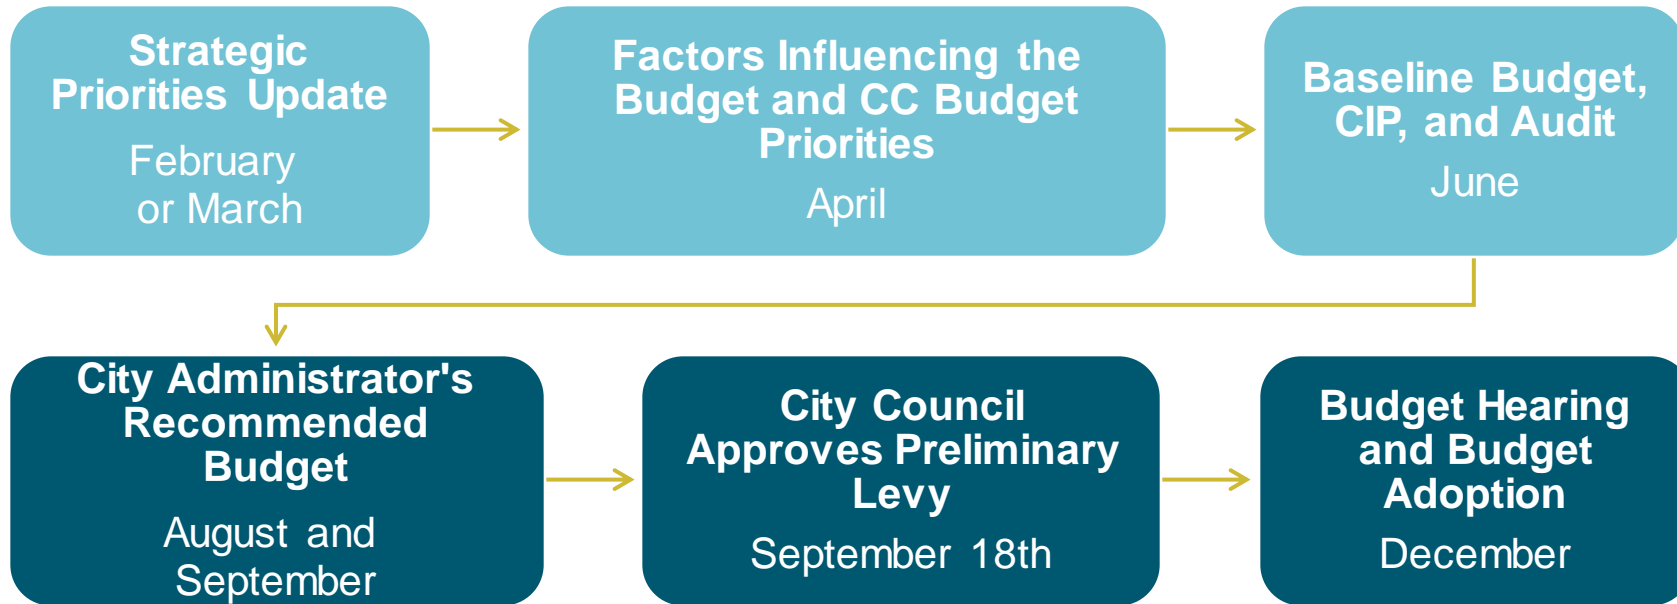 Strategic
Priorities Update
February
or March
Factors Influencing the
Budget and CC Budget
Priorities
April
Baseline Budget,
CIP, and Audit
June
City Administrator's
Recommended
Budget
August and
September
City Council
Approves Preliminary
Levy
September 18th
Budget Hearing
and Budget
Adoption
December